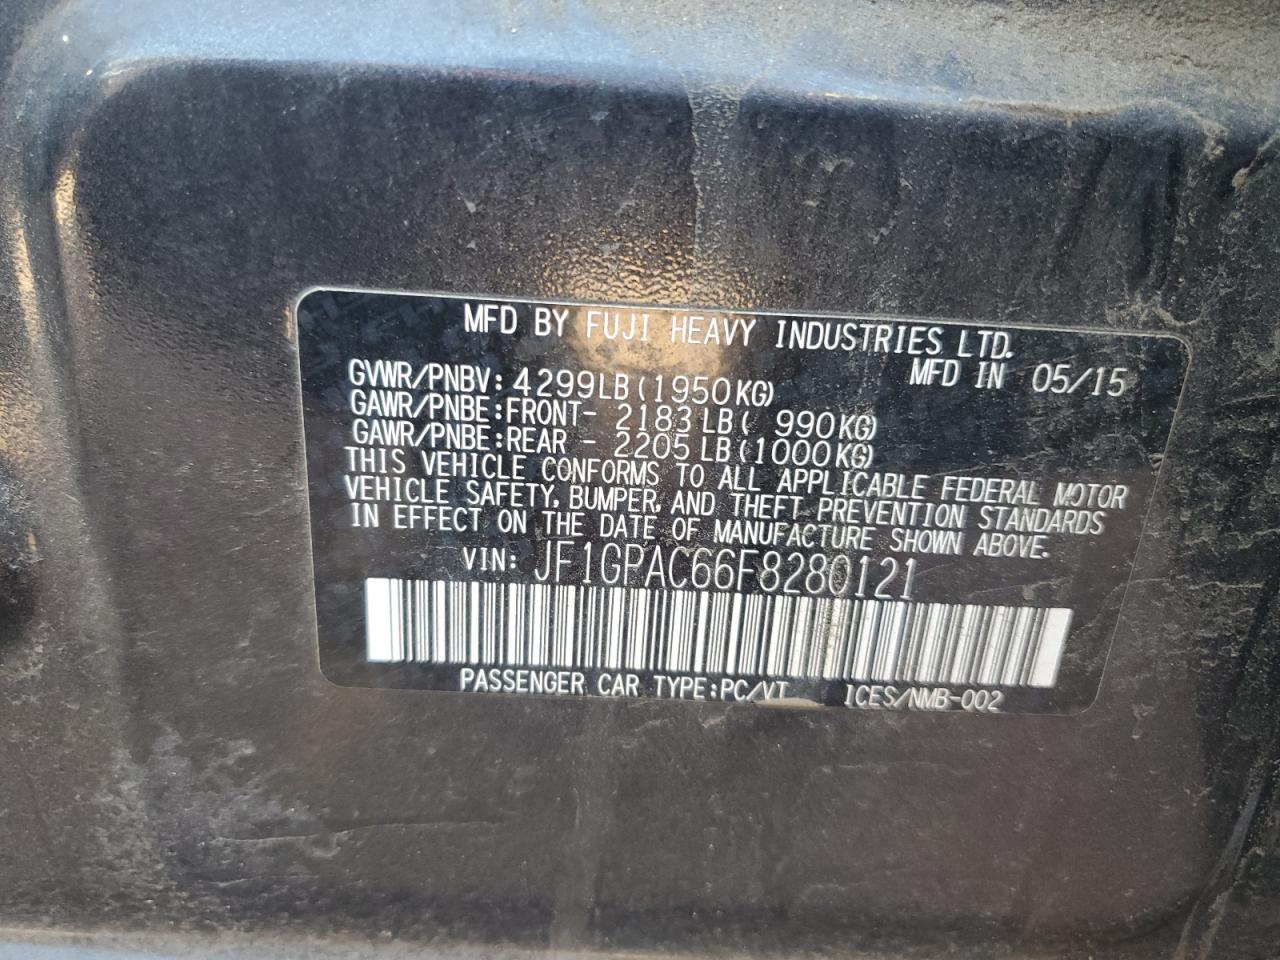 MFD BY FUJI HEAVY INDUSTRIES LTD.
MFD IN 05/15
GVWR/PNBV: 4299LB(1950KG)
GAWR/PNBE:FRONT- 2183LB( 990KG)
GAWR/PNBE:REAR - 2205LB(1000KG)
THIS VEHICLE CONFORMS TO ALL APPLICABLE FEDERAL MOTOR
VEHICLE SAFETY, BUMPER, AND THEFT PREVENTION STANDARDS
IN EFFECT ON THE DATE OF MANUFACTURE SHOWN ABOVE.
VIN: JF1GPAC66F8280121
PASSENGER CAR TYPE:PC/VT ICES/NMB-002